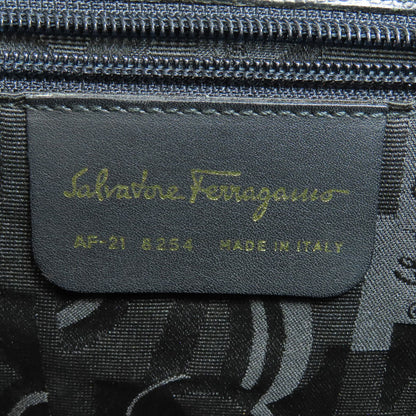 Salvatore Ferragamo
AF-21 6254 MADE IN ITALY